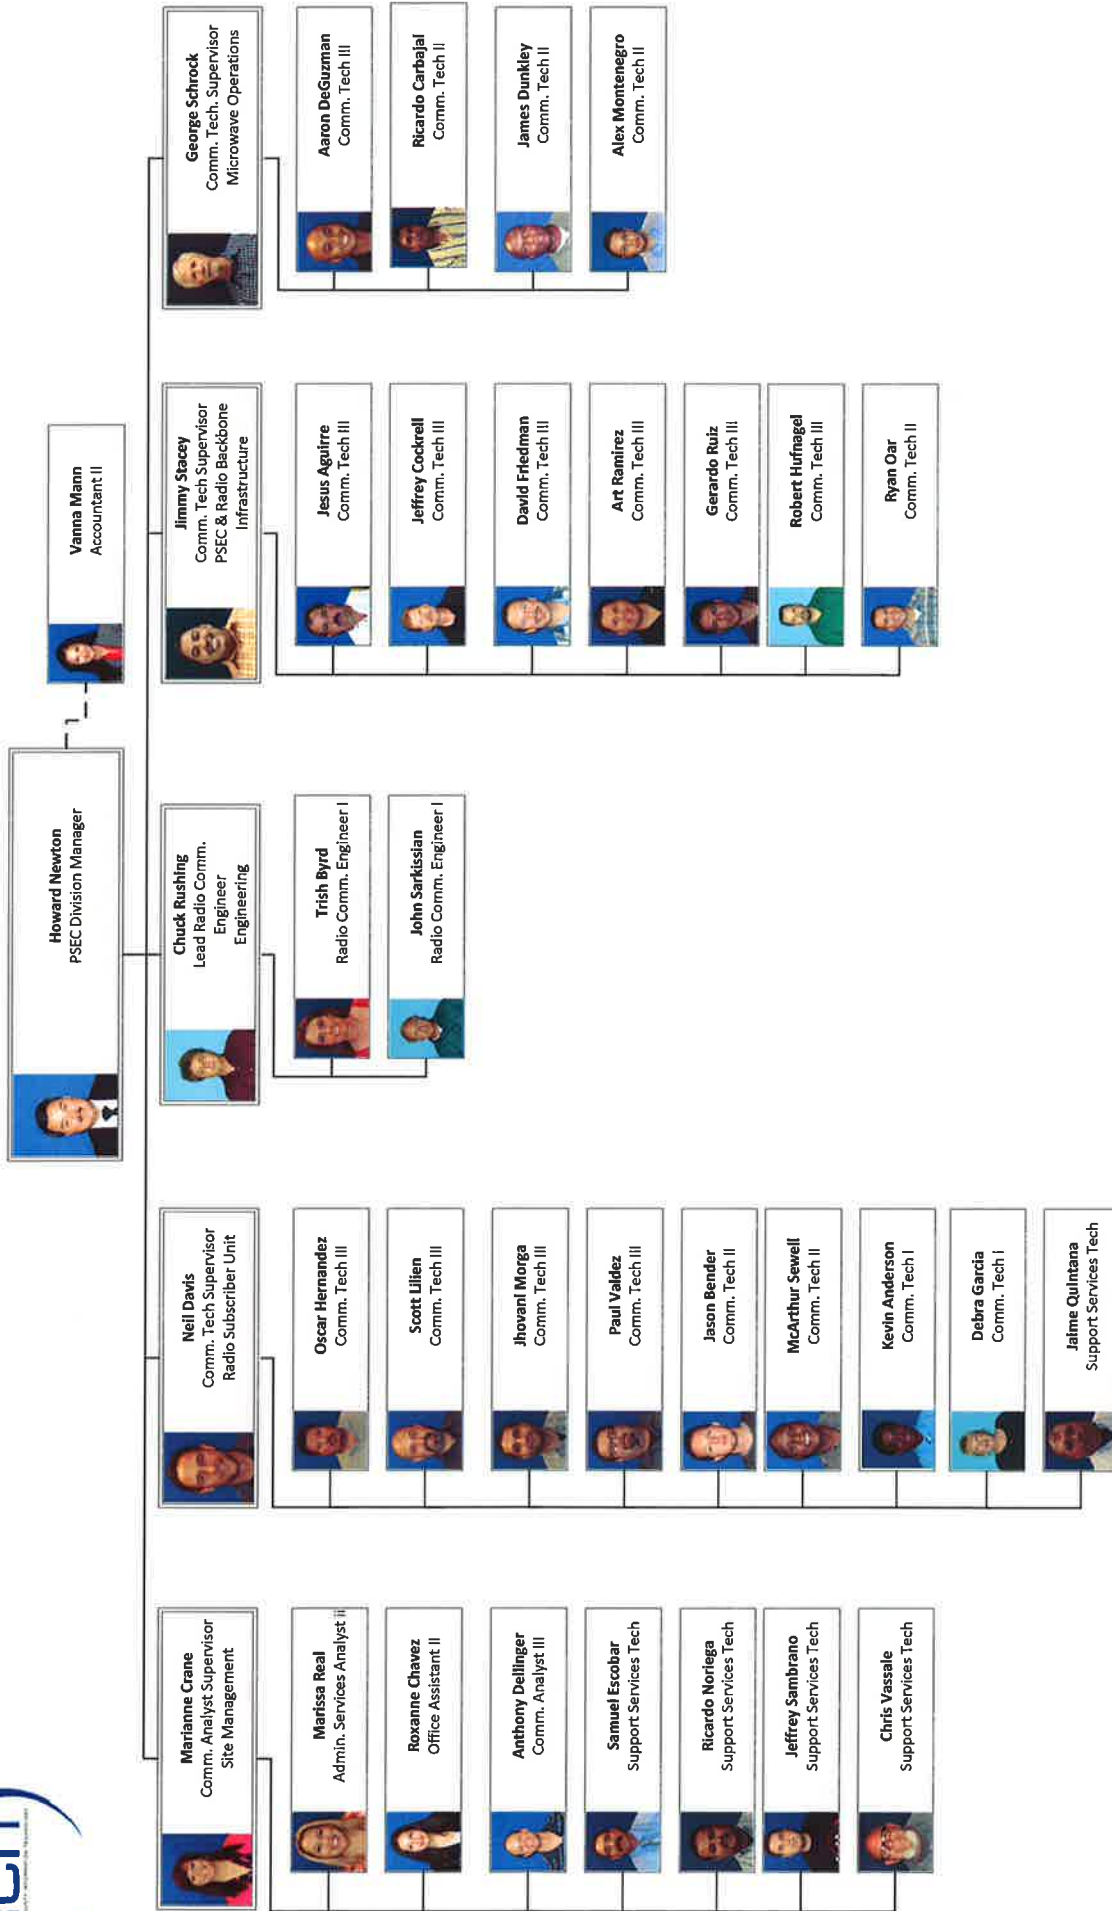 Howard Newton
PSEC Division Manager
Vanna Mann
Accountant II
Marianne Crane
Comm. Analyst Supervisor
Site Management
Marissa Real
Admin. Services Analyst ii
Roxanne Chavez
Office Assistant II
Anthony Dellinger
Comm. Analyst III
Samuel Escobar
Support Services Tech
Ricardo Noriega
Support Services Tech
Jeffrey Sambrano
Support Services Tech
Chris Vassale
Support Services Tech
Neil Davis
Comm. Tech Supervisor
Radio Subscriber Unit
Oscar Hernandez
Comm. Tech III
Scott Lilien
Comm. Tech III
Jhovani Morga
Comm. Tech III
Paul Valdez
Comm. Tech III
Jason Bender
Comm. Tech II
McArthur Sewell
Comm. Tech II
Kevin Anderson
Comm. Tech I
Debra Garcia
Comm. Tech I
Jaime Quintana
Support Services Tech
Chuck Rushing
Lead Radio Comm.
Engineer
Engineering
Trish Byrd
Radio Comm. Engineer I
John Sarkissian
Radio Comm. Engineer I
Jimmy Stacey
Comm. Tech Supervisor
PSEC & Radio Backbone
Infrastructure
Jesus Aguirre
Comm. Tech III
Jeffrey Cockrell
Comm. Tech III
David Friedman
Comm. Tech III
Art Ramirez
Comm. Tech III
Gerardo Ruiz
Comm. Tech III
Robert Hufnagel
Comm. Tech III
Ryan Oar
Comm. Tech II
George Schrock
Comm. Tech. Supervisor
Microwave Operations
Aaron DeGuzman
Comm. Tech III
Ricardo Carbajal
Comm. Tech II
James Dunkley
Comm. Tech II
Alex Montenegro
Comm. Tech II